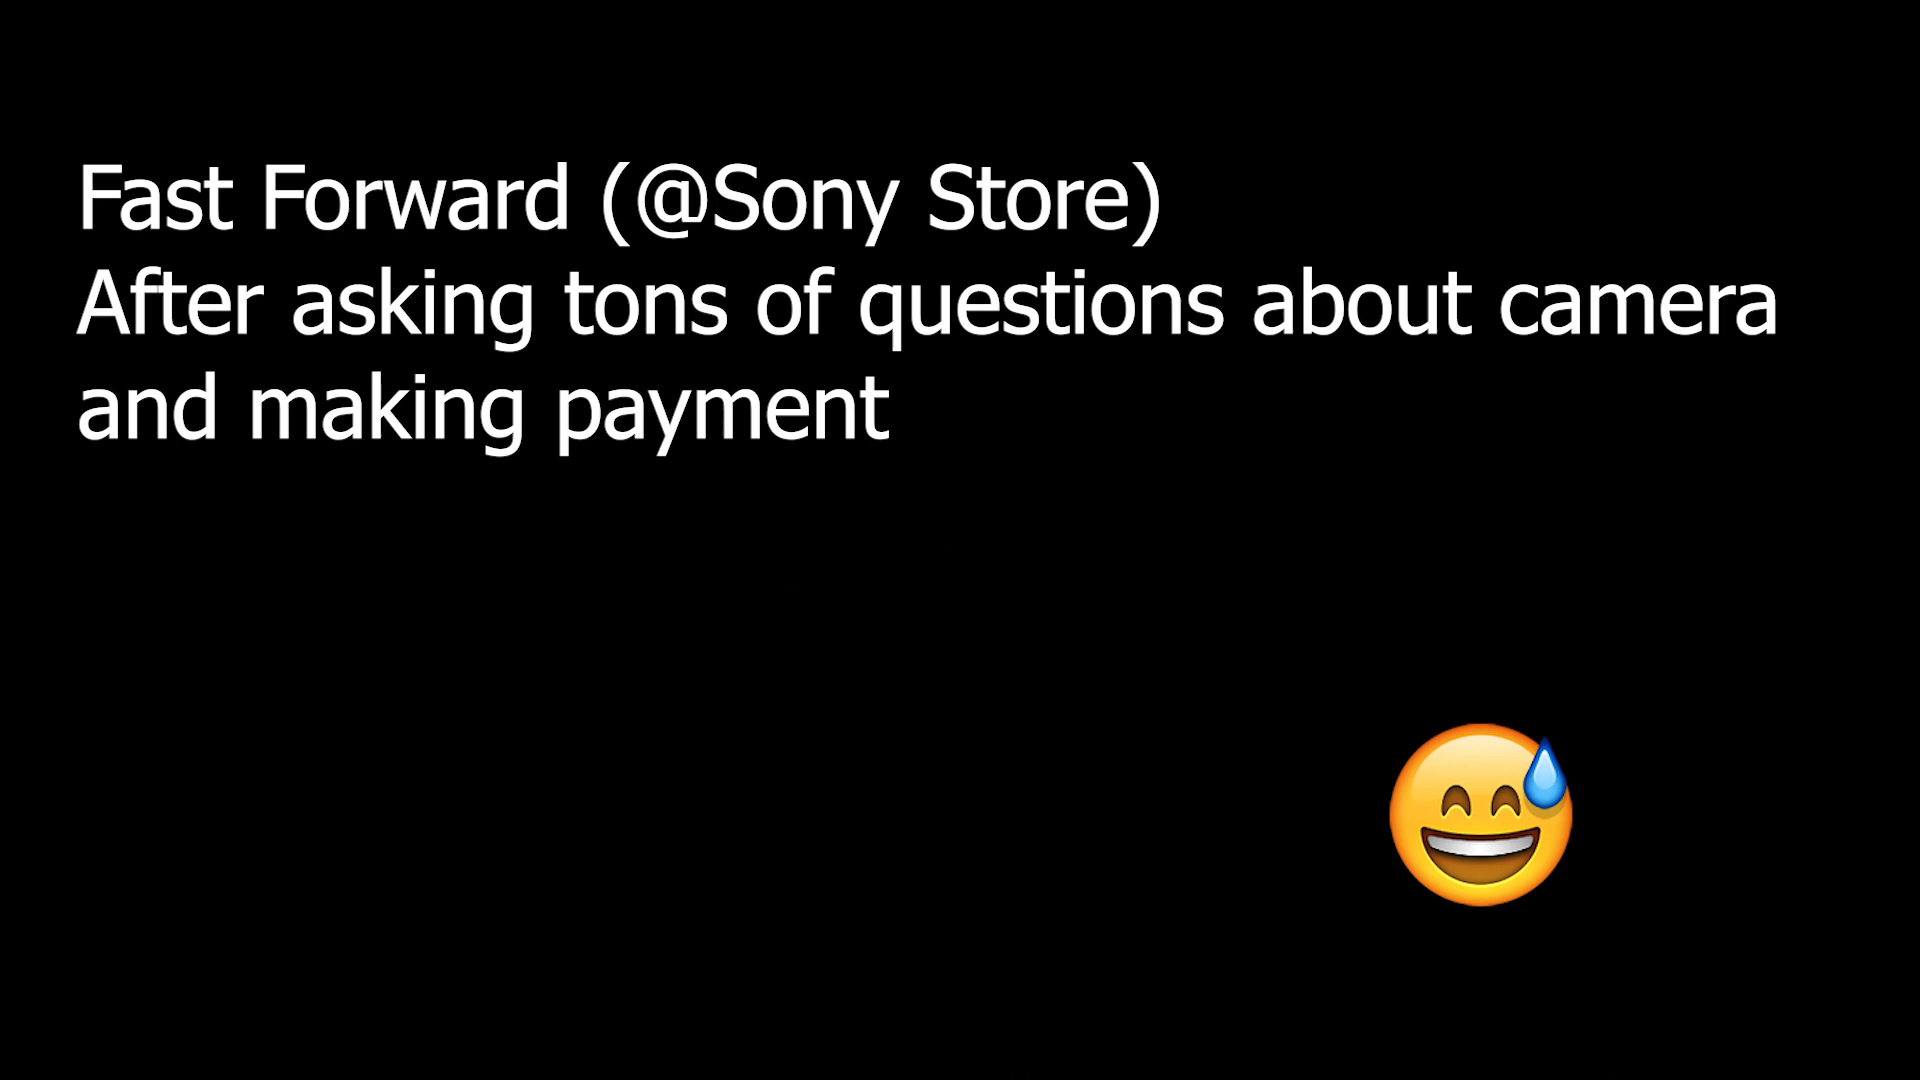 Fast Forward (@Sony Store)
After asking tons of questions about camera
and making payment